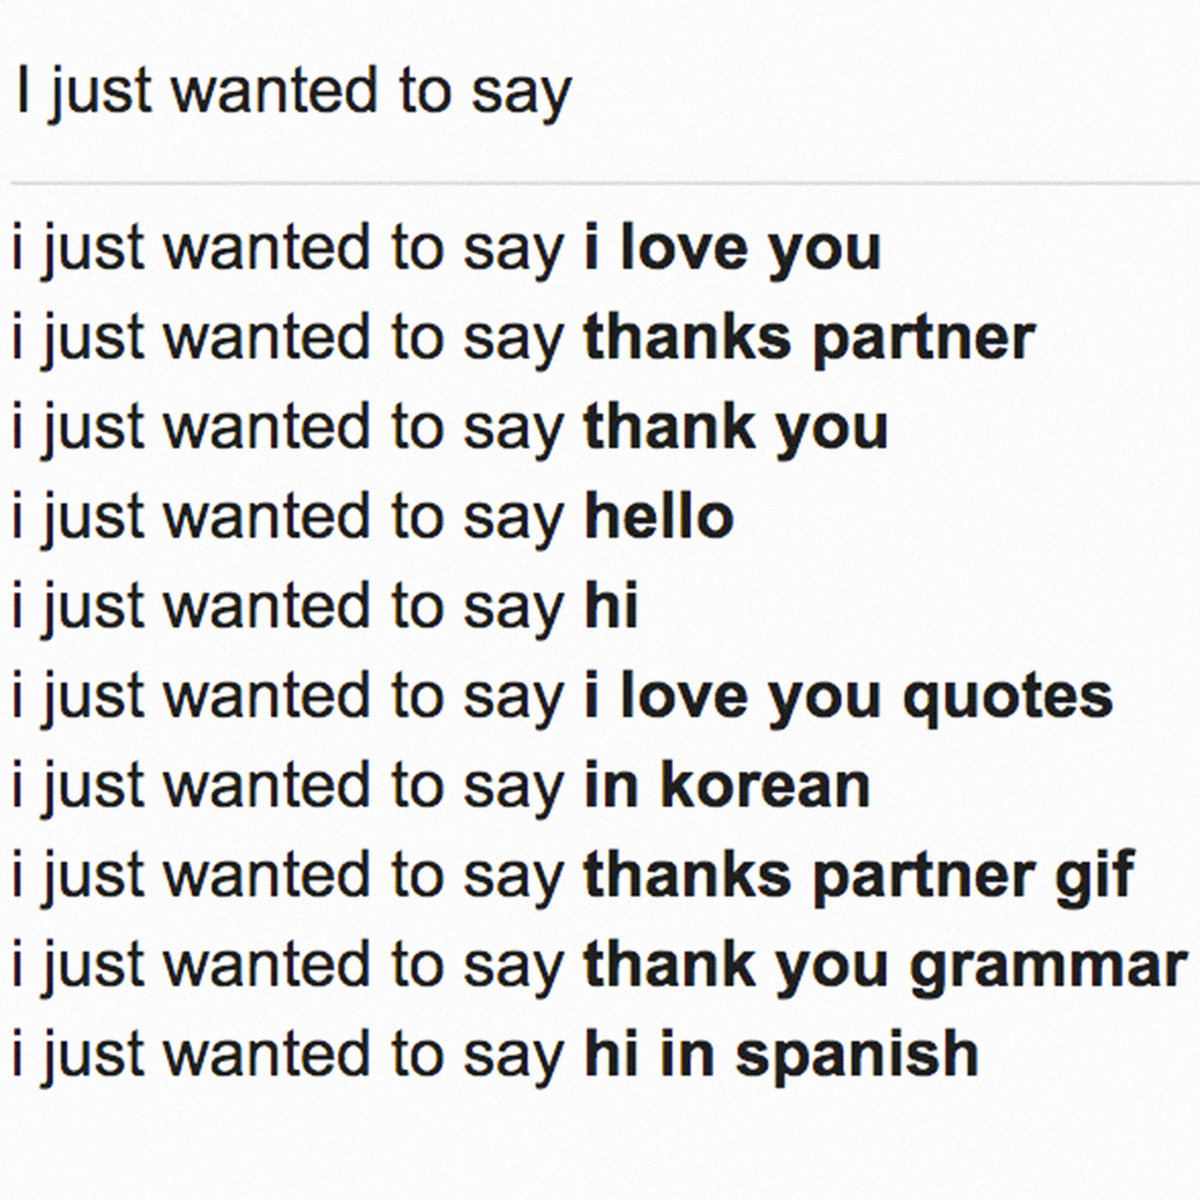 I just wanted to say
i just wanted to say i love you
i just wanted to say thanks partner
i just wanted to say thank you
i just wanted to say hello
i just wanted to say hi
i just wanted to say i love you quotes
i just wanted to say in korean
i just wanted to say thanks partner gif
i just wanted to say thank you grammar
i just wanted to say hi in spanish